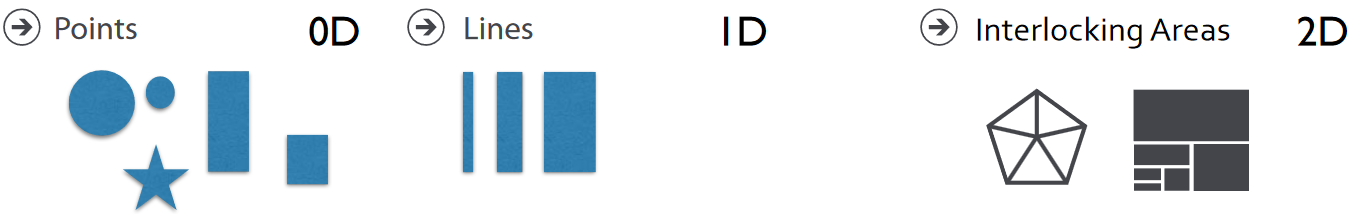 Points 0D
Lines 1D
Interlocking Areas 2D